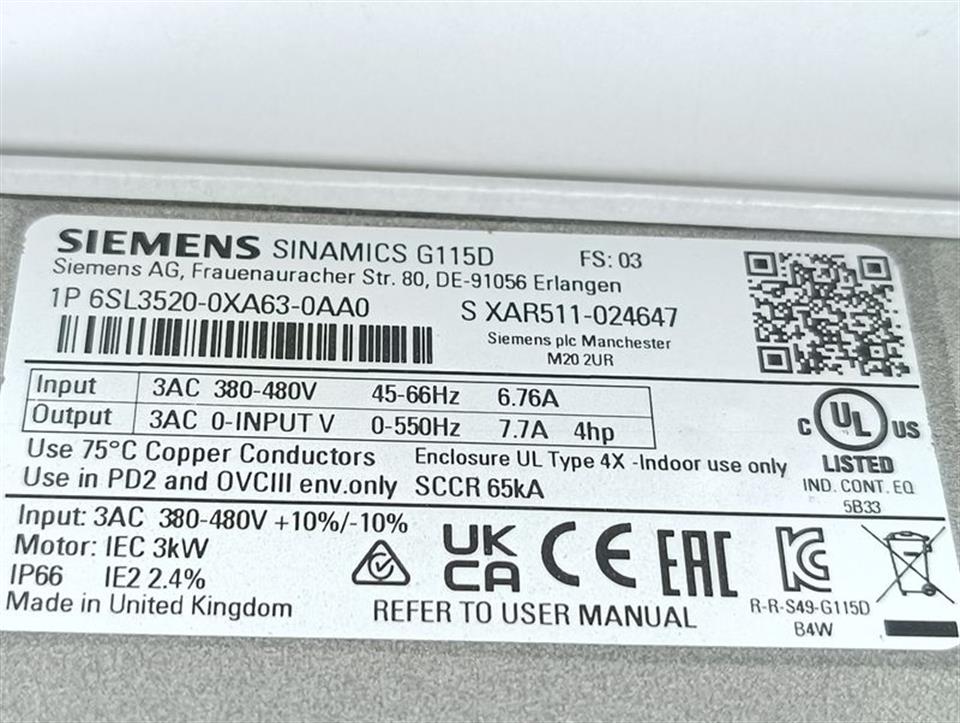 SIEMENS SINAMICS G115D FS: 03
Siemens AG, Frauenauracher Str. 80, DE-91056 Erlangen
1P 6SL3520-0XA63-0AA0 S XAR511-024647
Siemens plc Manchester
M20 2UR
Input 3AC 380-480V 45-66Hz 6.76A
Output 3AC 0-INPUT V 0-550Hz 7.7A 4hp
C UL US
LISTED
IND. CONT. EQ
5B33
Use 75°C Copper Conductors Enclosure UL Type 4X -Indoor use only
Use in PD2 and OVCIII env.only SCCR 65kA
Input: 3AC 380-480V +10%/-10%
Motor: IEC 3kW
IP66 IE2 2.4%
Made in United Kingdom
UK
CA
CE EAC
REFER TO USER MANUAL
R-R-S49-G115D
B4W